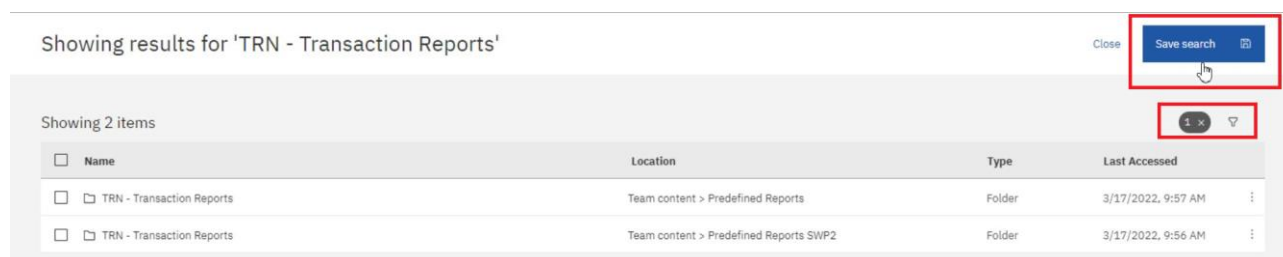 Showing results for 'TRN - Transaction Reports'
Close
Save search
Showing 2 items
1 ×
Name Location Type Last Accessed
TRN - Transaction Reports Team content > Predefined Reports Folder 3/17/2022, 9:57 AM
TRN - Transaction Reports Team content > Predefined Reports SWP2 Folder 3/17/2022, 9:56 AM